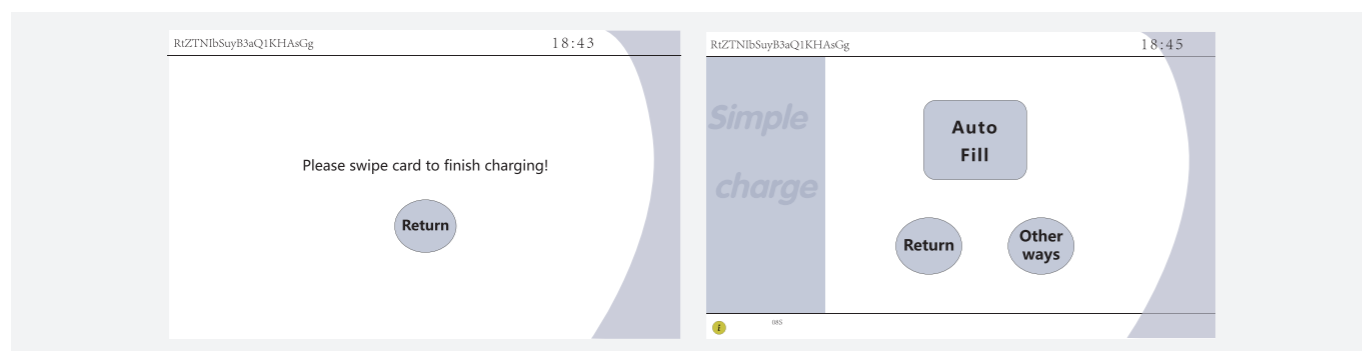 RtZTNIbSuyB3aQ1KHAsGg
18:43
Please swipe card to finish charging!
Return
RtZTNIbSuyB3aQ1KHAsGg
18:45
Simple
charge
Auto
Fill
Return
Other
ways
i
085